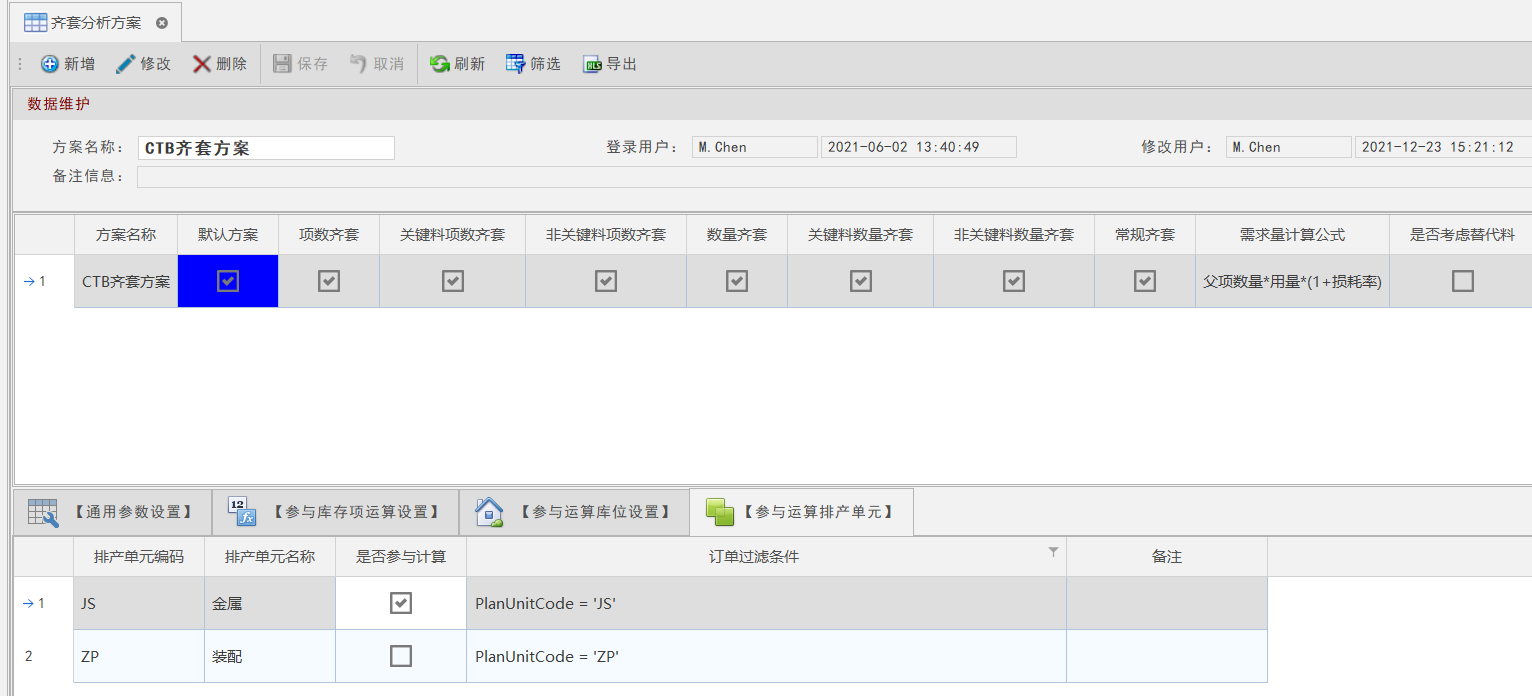 齐套分析方案
新增 修改 删除 保存 取消 刷新 筛选 导出
数据维护
方案名称： CTB齐套方案 登录用户： M.Chen 2021-06-02 13:40:49 修改用户： M.Chen 2021-12-23 15:21:12
备注信息：
方案名称 默认方案 项数齐套 关键料项数齐套 非关键料项数齐套 数量齐套 关键料数量齐套 非关键料数量齐套 常规齐套 需求量计算公式 是否考虑替代料
1 CTB齐套方案 父项数量*用量*(1+损耗率)
【通用参数设置】 12 fx 【参与库存项运算设置】 【参与运算库位设置】 【参与运算排产单元】
排产单元编码 排产单元名称 是否参与计算 订单过滤条件 备注
1 JS 金属 PlanUnitCode = 'JS'
2 ZP 装配 PlanUnitCode = 'ZP'